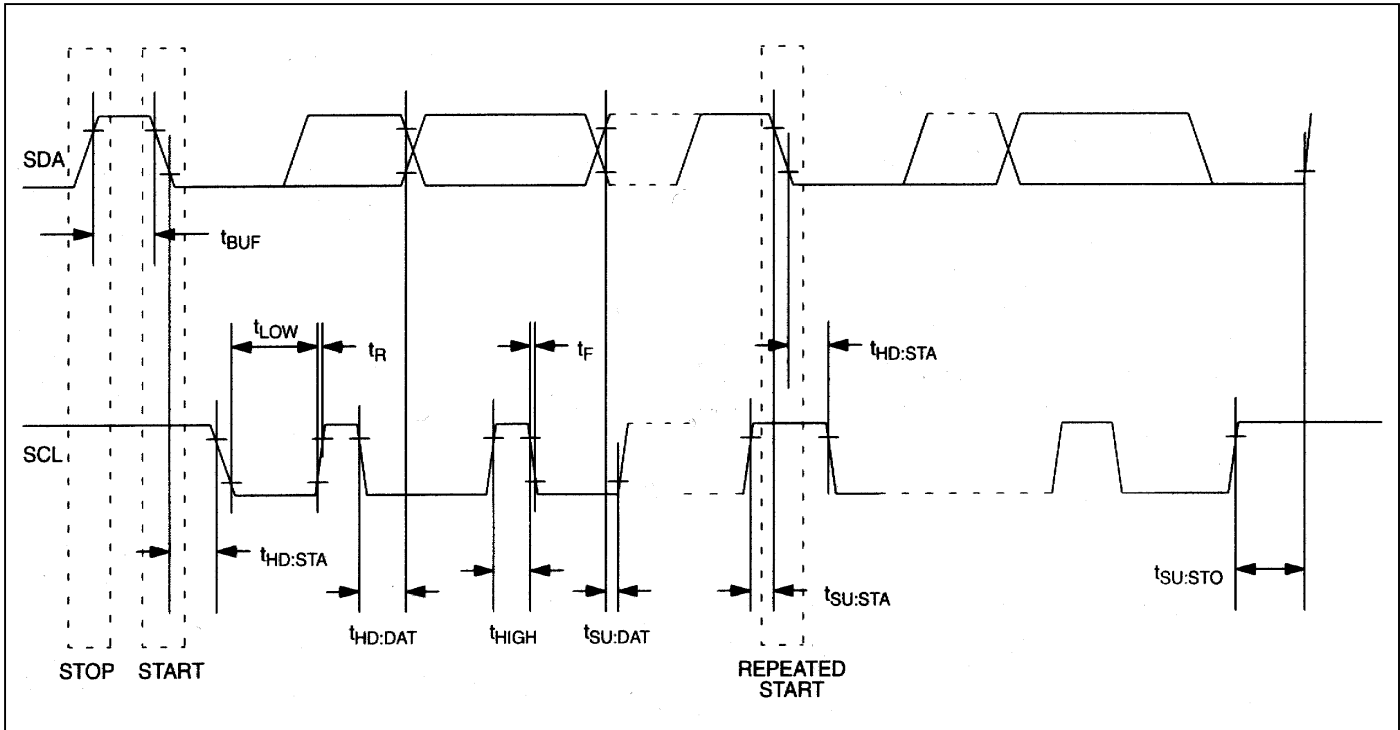 SDA
tBUF
tLOW
tR
tF
tHD:STA
SCL
tHD:STA
tSU:STO
tSU:STA
tHD:DAT
tHIGH
tSU:DAT
STOP
START
REPEATED
START